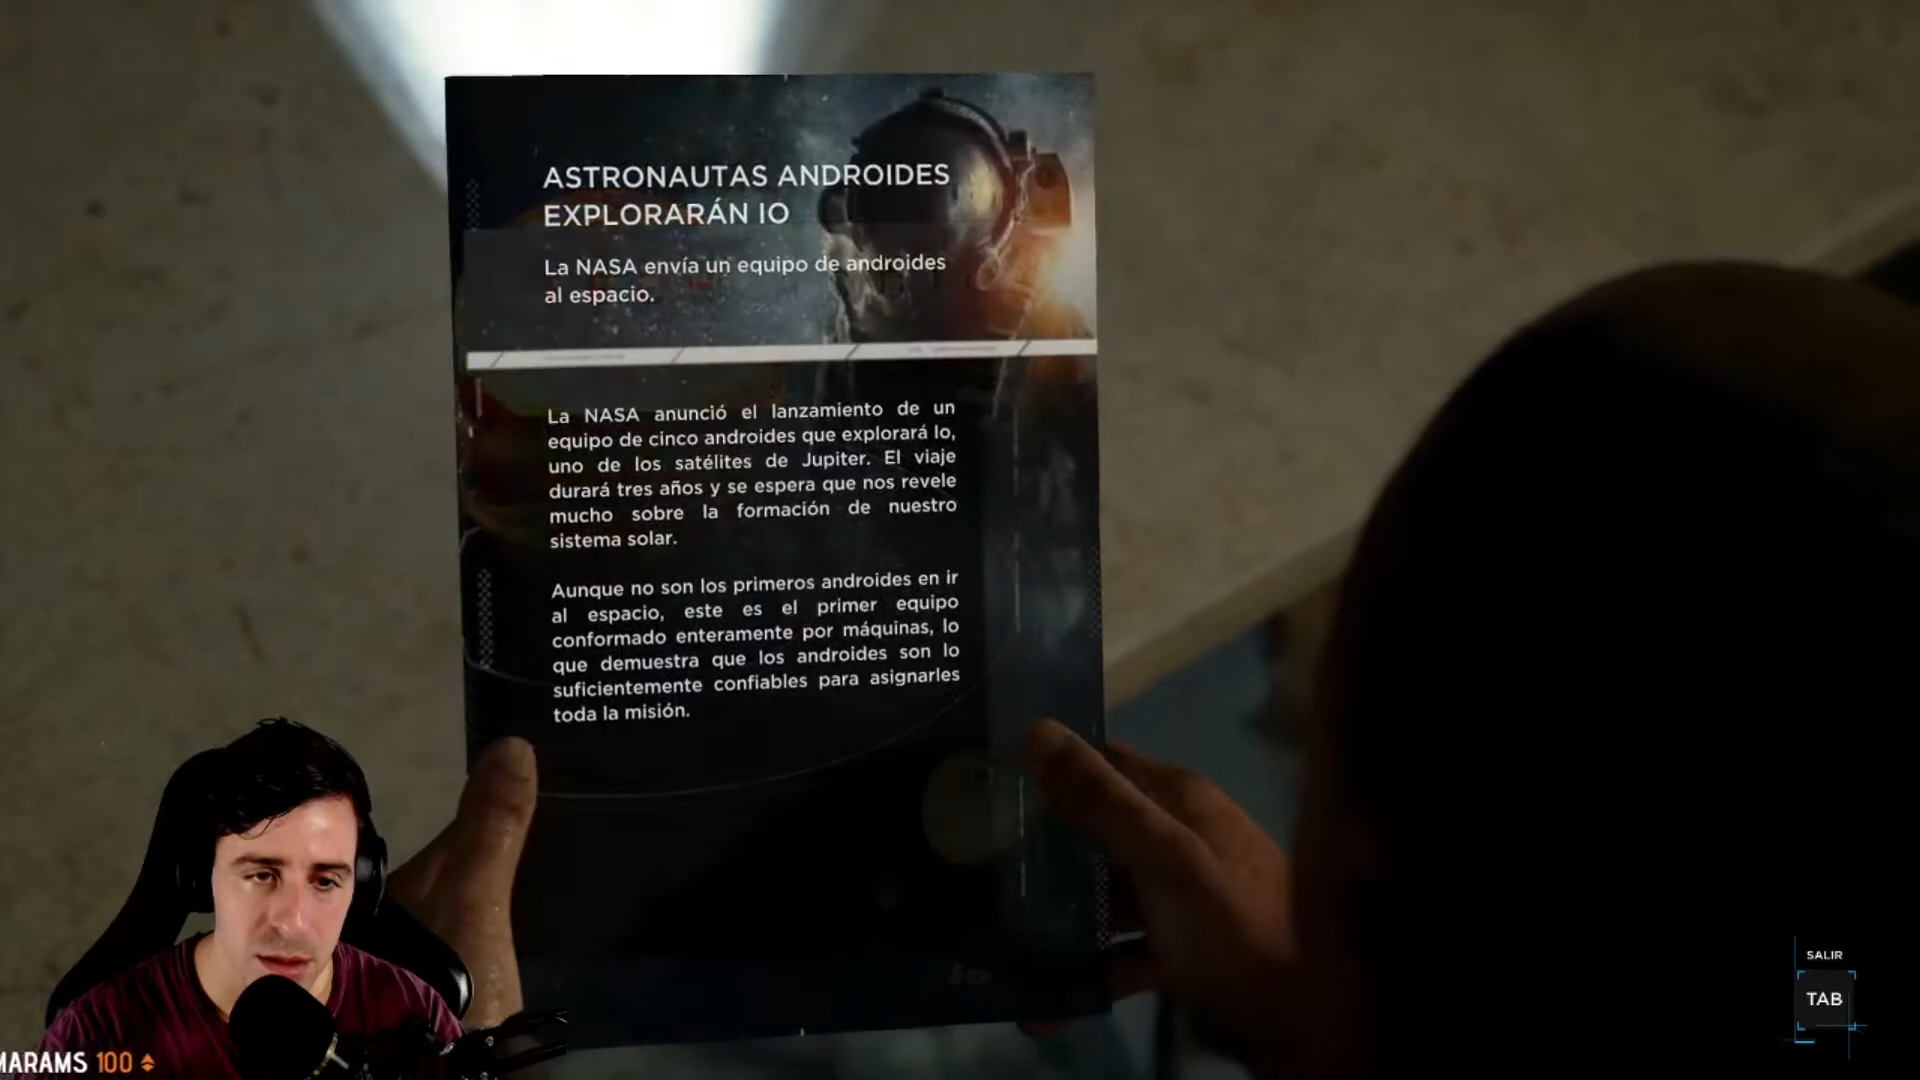 ASTRONAUTAS ANDROIDES
EXPLORARÁN IO
La NASA envía un equipo de androides
al espacio.
La NASA anunció el lanzamiento de un
equipo de cinco androides que explorará Io,
uno de los satélites de Jupiter. El viaje
durará tres años y se espera que nos revele
mucho sobre la formación de nuestro
sistema solar.
Aunque no son los primeros androides en ir
al espacio, este es el primer equipo
conformado enteramente por máquinas, lo
que demuestra que los androides son lo
suficientemente confiables para asignarles
toda la misión.
SALIR
TAB
MARAMS 100